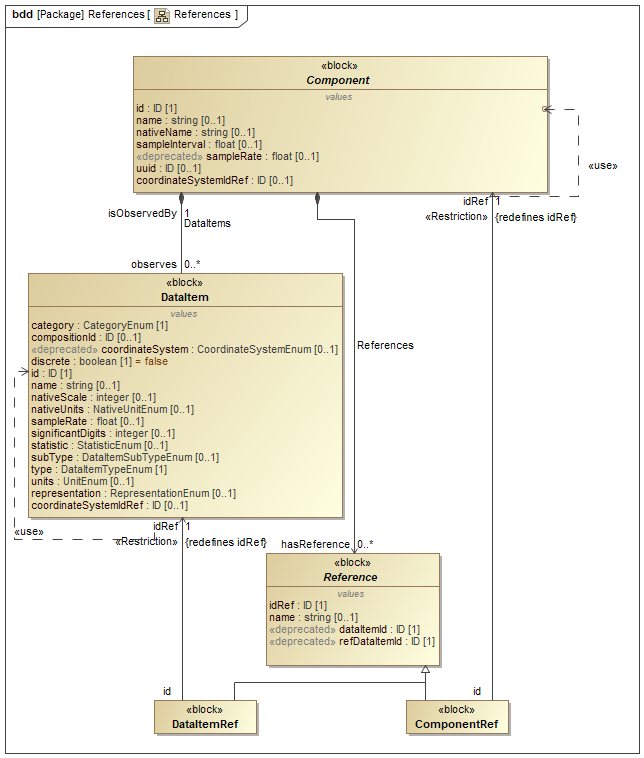 bdd [Package] References [ References ]
«block»
Component
values
id : ID [1]
name : string [0..1]
nativeName : string [0..1]
sampleInterval : float [0..1]
«deprecated» sampleRate : float [0..1]
uuid : ID [0..1]
coordinateSystemIdRef : ID [0..1]
«use»
isObservedBy 1
DataItems
idRef 1
«Restriction» {redefines idRef}
observes 0..*
«block»
DataItem
values
category : CategoryEnum [1]
compositionId : ID [0..1]
«deprecated» coordinateSystem : CoordinateSystemEnum [0..1]
discrete : boolean [1] = false
id : ID [1]
name : string [0..1]
nativeScale : integer [0..1]
nativeUnits : NativeUnitEnum [0..1]
sampleRate : float [0..1]
significantDigits : integer [0..1]
statistic : StatisticEnum [0..1]
subType : DataItemSubTypeEnum [0..1]
type : DataItemTypeEnum [1]
units : UnitEnum [0..1]
representation : RepresentationEnum [0..1]
coordinateSystemIdRef : ID [0..1]
References
«use»
idRef 1
«Restriction» {redefines idRef}
hasReference 0..*
«block»
Reference
values
idRef : ID [1]
name : string [0..1]
«deprecated» dataItemId : ID [1]
«deprecated» refDataItemId : ID [1]
id
id
«block»
DataItemRef
«block»
ComponentRef